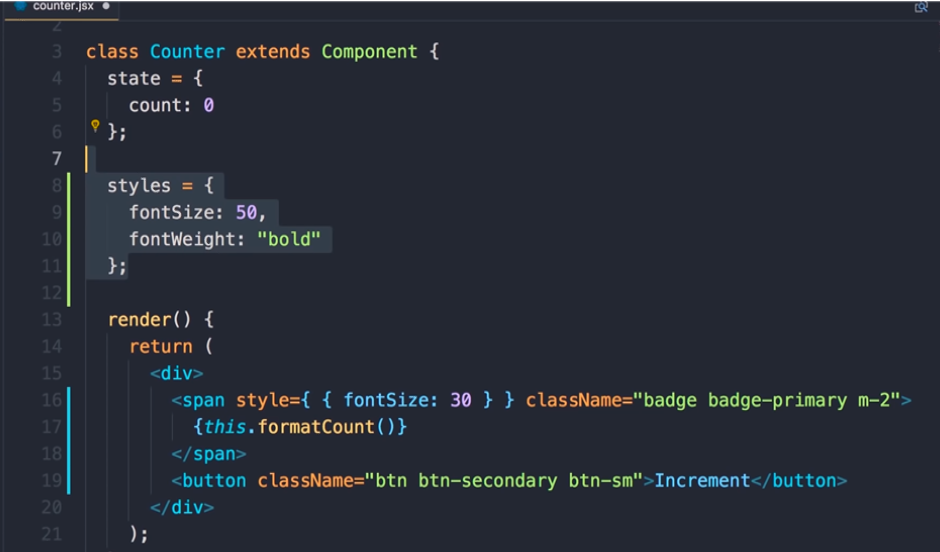 counter.jsx
2
3 class Counter extends Component {
4 state = {
5 count: 0
6 };
7
8 styles = {
9 fontSize: 50,
10 fontWeight: "bold"
11 };
12
13 render() {
14 return (
15 <div>
16 <span style={ { fontSize: 30 } } className="badge badge-primary m-2">
17 {this.formatCount()}
18 </span>
19 <button className="btn btn-secondary btn-sm">Increment</button>
20 </div>
21 );